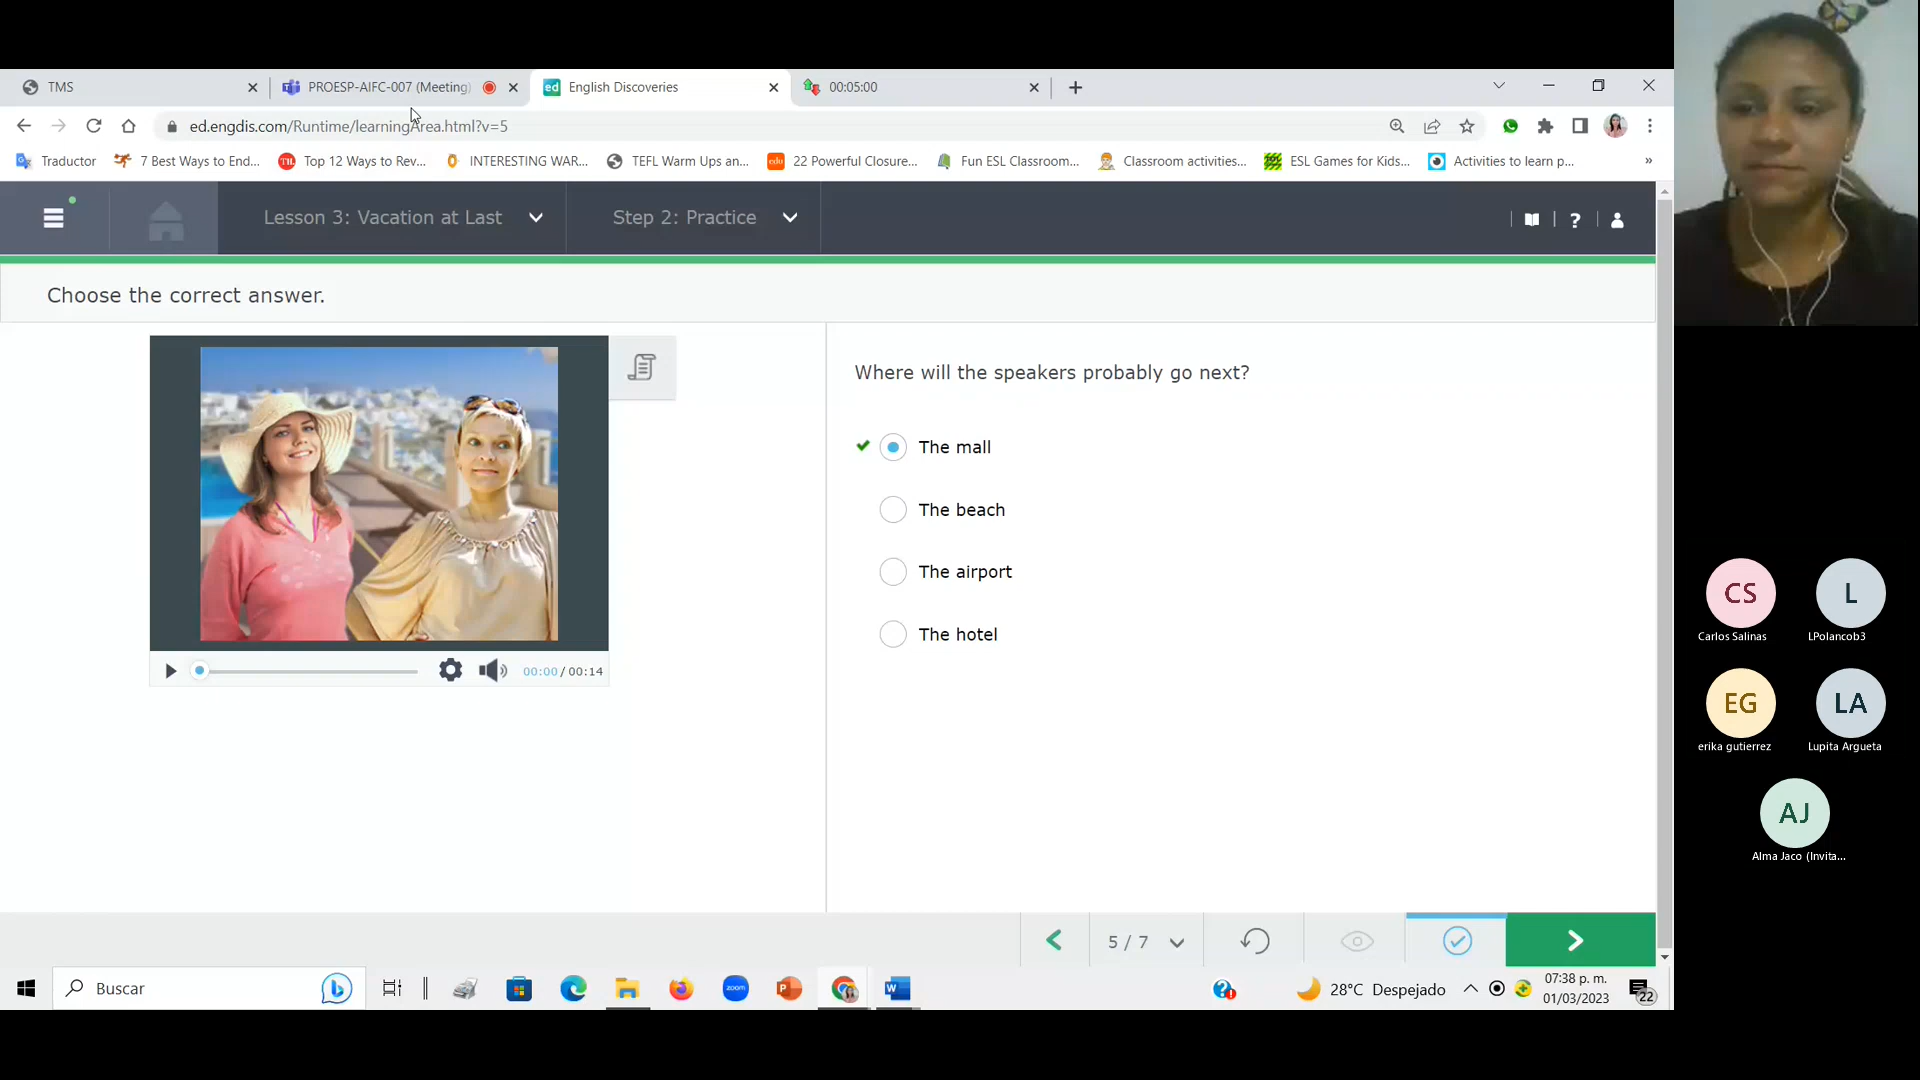 TMS
PROESP-AIFC-007 (Meeting)
English Discoveries
00:05:00
ed.engdis.com/Runtime/learningArea.html?v=5
Traductor
7 Best Ways to End...
Top 12 Ways to Rev...
INTERESTING WAR...
TEFL Warm Ups an...
22 Powerful Closure...
Fun ESL Classroom...
Classroom activities...
ESL Games for Kids...
Activities to learn p...
»
Lesson 3: Vacation at Last
Step 2: Practice
?
Choose the correct answer.
Where will the speakers probably go next?
The mall
The beach
The airport
The hotel
00:00 / 00:14
5 / 7
CS
Carlos Salinas
L
LPolancob3
EG
erika gutierrez
LA
Lupita Argueta
AJ
Alma Jaco (Invita...
Buscar
zoom
28°C Despejado
07:38 p. m.
01/03/2023
22